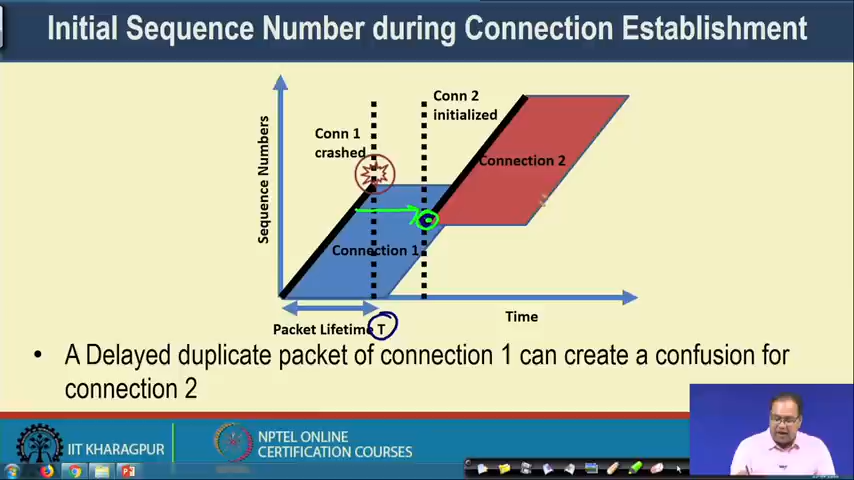 Initial Sequence Number during Connection Establishment
Conn 2
initialized
Conn 1
crashed
Connection 2
Sequence Numbers
Connection 1
Packet Lifetime T
Time
• A Delayed duplicate packet of connection 1 can create a confusion for
connection 2
IIT KHARAGPUR
NPTEL ONLINE
CERTIFICATION COURSES